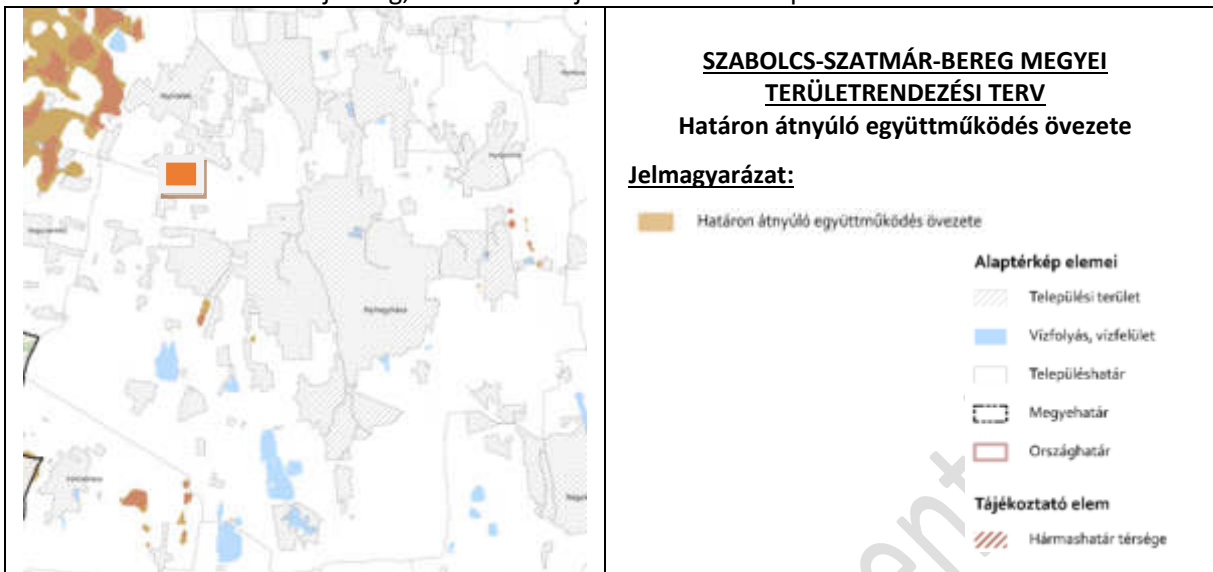 SZABOLCS-SZATMÁR-BEREG MEGYEI
TERÜLETRENDEZÉSI TERV
Határon átnyúló együttműködés övezete
Jelmagyarázat:
Határon átnyúló együttműködés övezete
Alaptérkép elemei
Települési terület
Vízfolyás, vízfelület
Településhatár
Megyehatár
Országhatár
Tájékoztató elem
Hármashatár térsége
Nyíregyháza